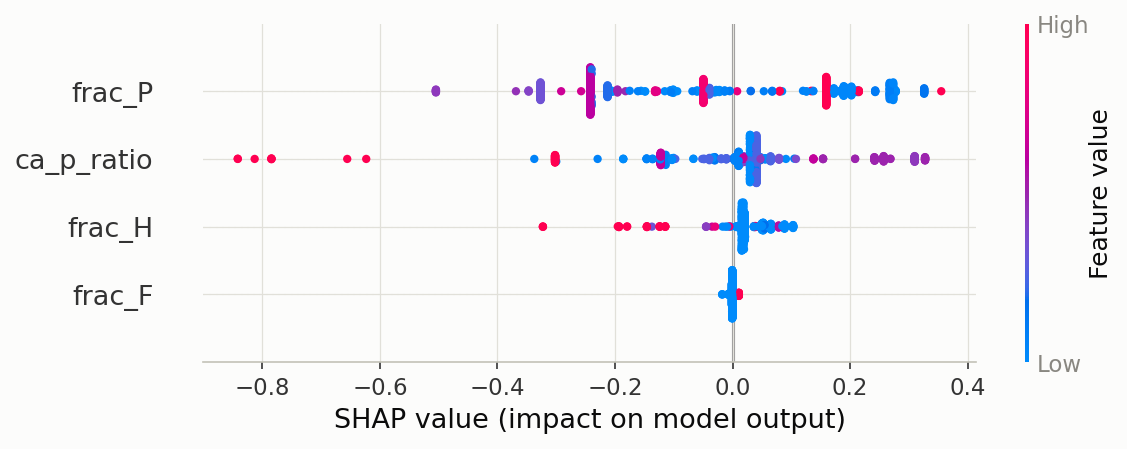 High
frac_P
ca_p_ratio
frac_H
frac_F
Low
Feature value
−0.8 −0.6 −0.4 −0.2 0.0 0.2 0.4
SHAP value (impact on model output)